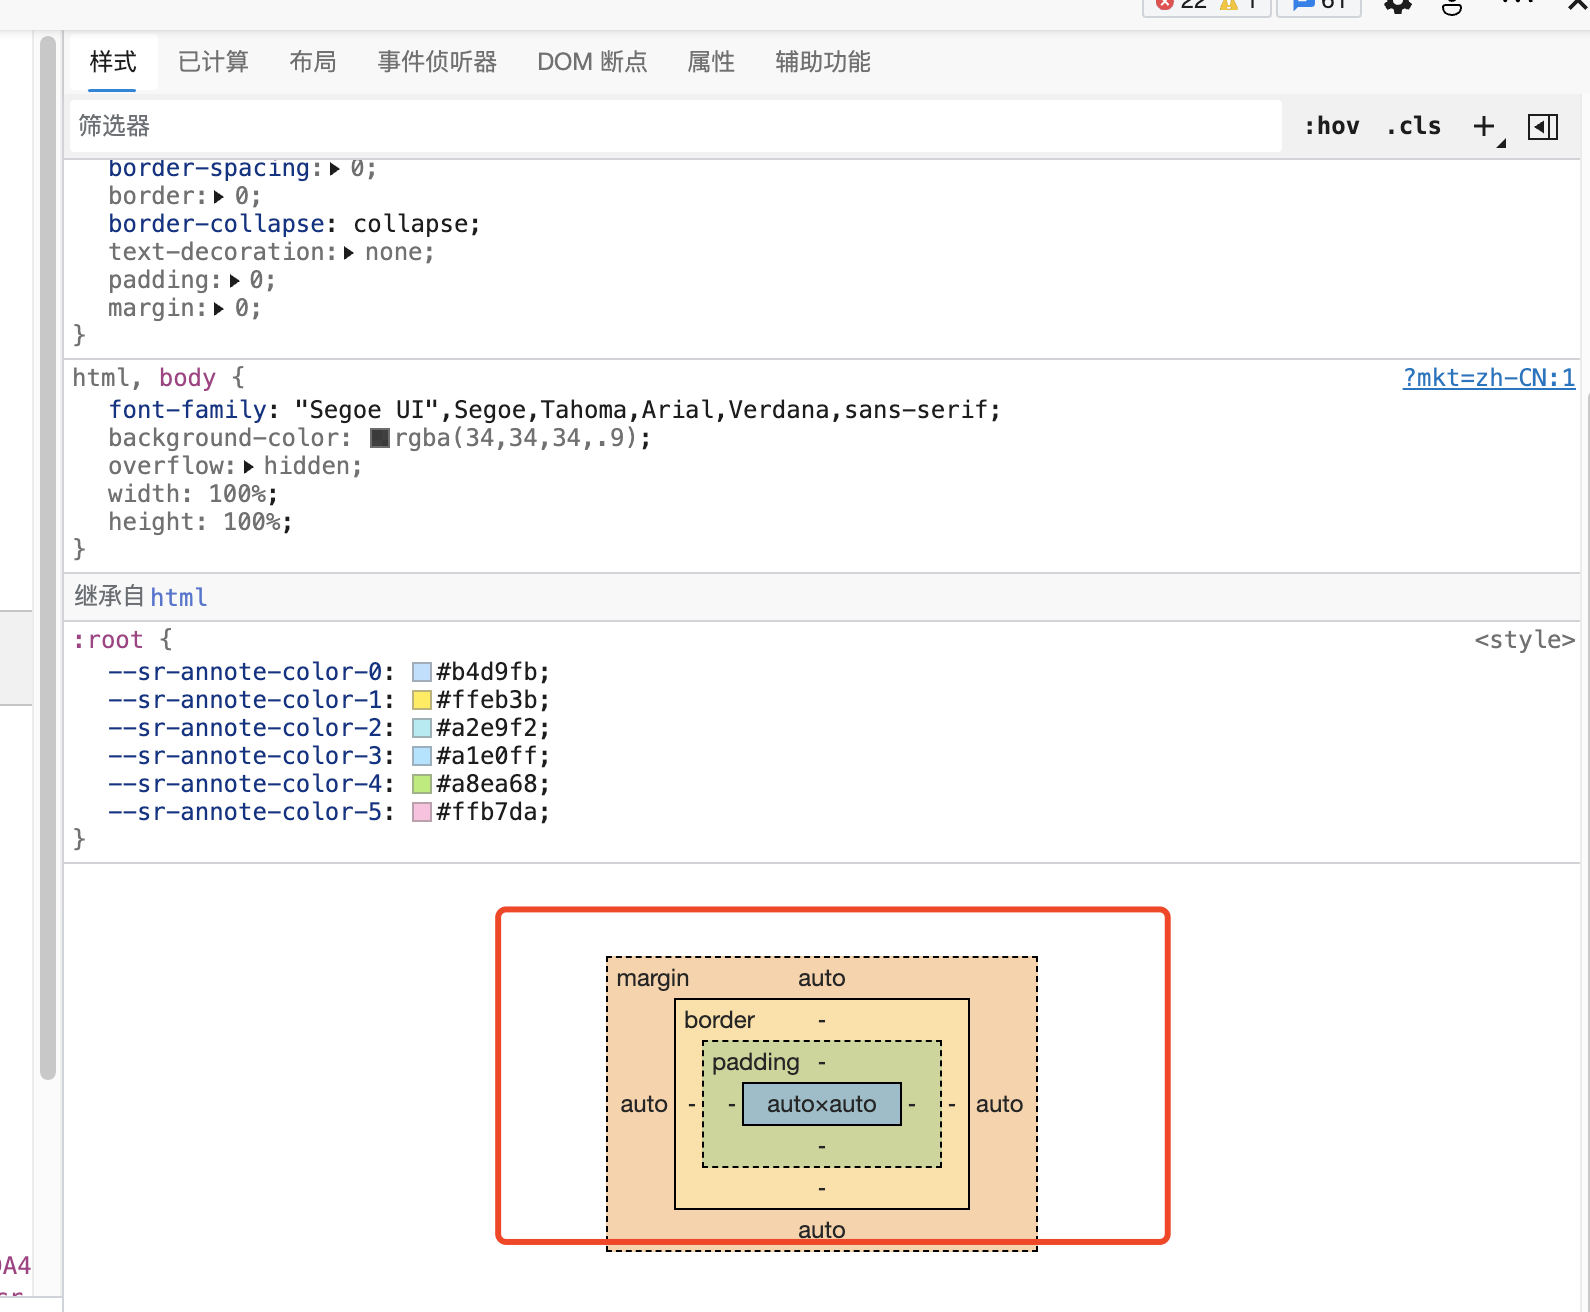 22 1 61
样式 已计算 布局 事件侦听器 DOM 断点 属性 辅助功能
筛选器 :hov .cls +
border-spacing: 0;
border: 0;
border-collapse: collapse;
text-decoration: none;
padding: 0;
margin: 0;
}
html, body { ?mkt=zh-CN:1
font-family: "Segoe UI",Segoe,Tahoma,Arial,Verdana,sans-serif;
background-color: rgba(34,34,34,.9);
overflow: hidden;
width: 100%;
height: 100%;
}
继承自 html
:root { <style>
--sr-annote-color-0: #b4d9fb;
--sr-annote-color-1: #ffeb3b;
--sr-annote-color-2: #a2e9f2;
--sr-annote-color-3: #a1e0ff;
--sr-annote-color-4: #a8ea68;
--sr-annote-color-5: #ffb7da;
}
margin auto
border -
padding -
auto - - auto×auto - - auto
-
-
auto
A4